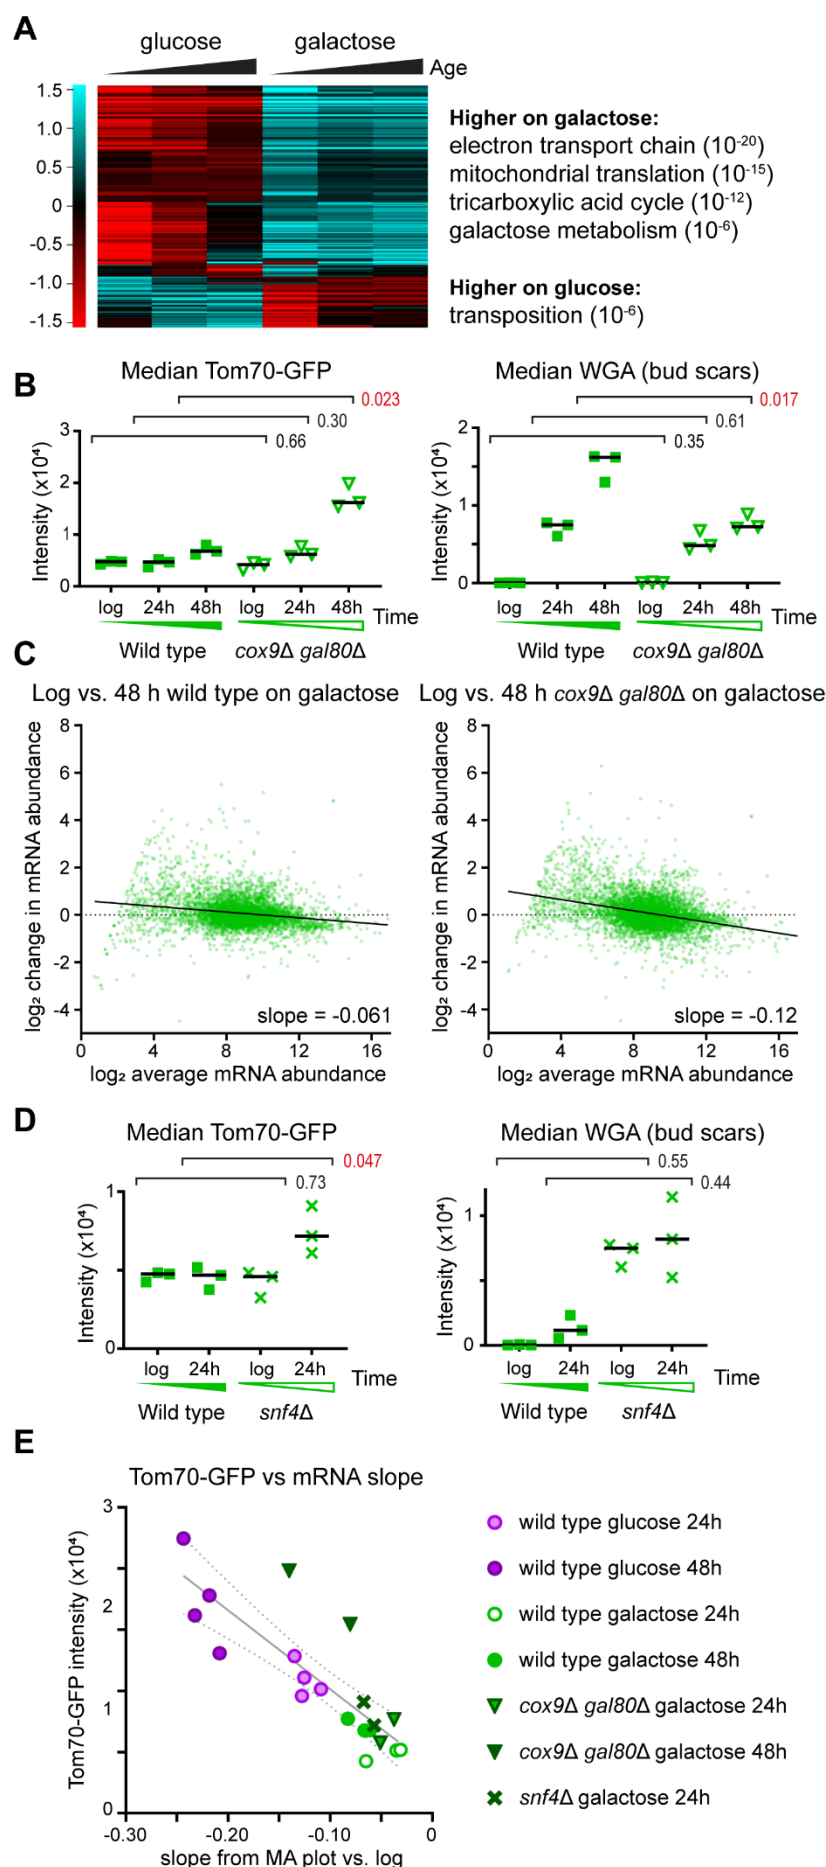 A
glucose galactose
Age
1.5
1.0
0.5
0
-0.5
-1.0
-1.5
Higher on galactose:
electron transport chain (10⁻²⁰)
mitochondrial translation (10⁻¹⁵)
tricarboxylic acid cycle (10⁻¹²)
galactose metabolism (10⁻⁶)
Higher on glucose:
transposition (10⁻⁶)
B
Median Tom70-GFP
0.023
0.30
0.66
Intensity (x10⁴)
3
2
1
0
log 24h 48h log 24h 48h
Time
Wild type cox9Δ gal80Δ
Median WGA (bud scars)
0.017
0.61
0.35
Intensity (x10⁴)
2
1
0
log 24h 48h log 24h 48h
Time
Wild type cox9Δ gal80Δ
C
Log vs. 48 h wild type on galactose
log₂ change in mRNA abundance
8
6
4
2
0
-2
-4
slope = -0.061
0 4 8 12 16
log₂ average mRNA abundance
Log vs. 48 h cox9Δ gal80Δ on galactose
log₂ change in mRNA abundance
8
6
4
2
0
-2
-4
slope = -0.12
0 4 8 12 16
log₂ average mRNA abundance
D
Median Tom70-GFP
0.047
0.73
Intensity (x10⁴)
1
0
log 24h log 24h
Time
Wild type snf4Δ
Median WGA (bud scars)
0.55
0.44
Intensity (x10⁴)
1
0
log 24h log 24h
Time
Wild type snf4Δ
E
Tom70-GFP vs mRNA slope
Tom70-GFP intensity (x10⁴)
3
2
1
0
-0.30 -0.20 -0.10 0
slope from MA plot vs. log
wild type glucose 24h
wild type glucose 48h
wild type galactose 24h
wild type galactose 48h
cox9Δ gal80Δ galactose 24h
cox9Δ gal80Δ galactose 48h
snf4Δ galactose 24h